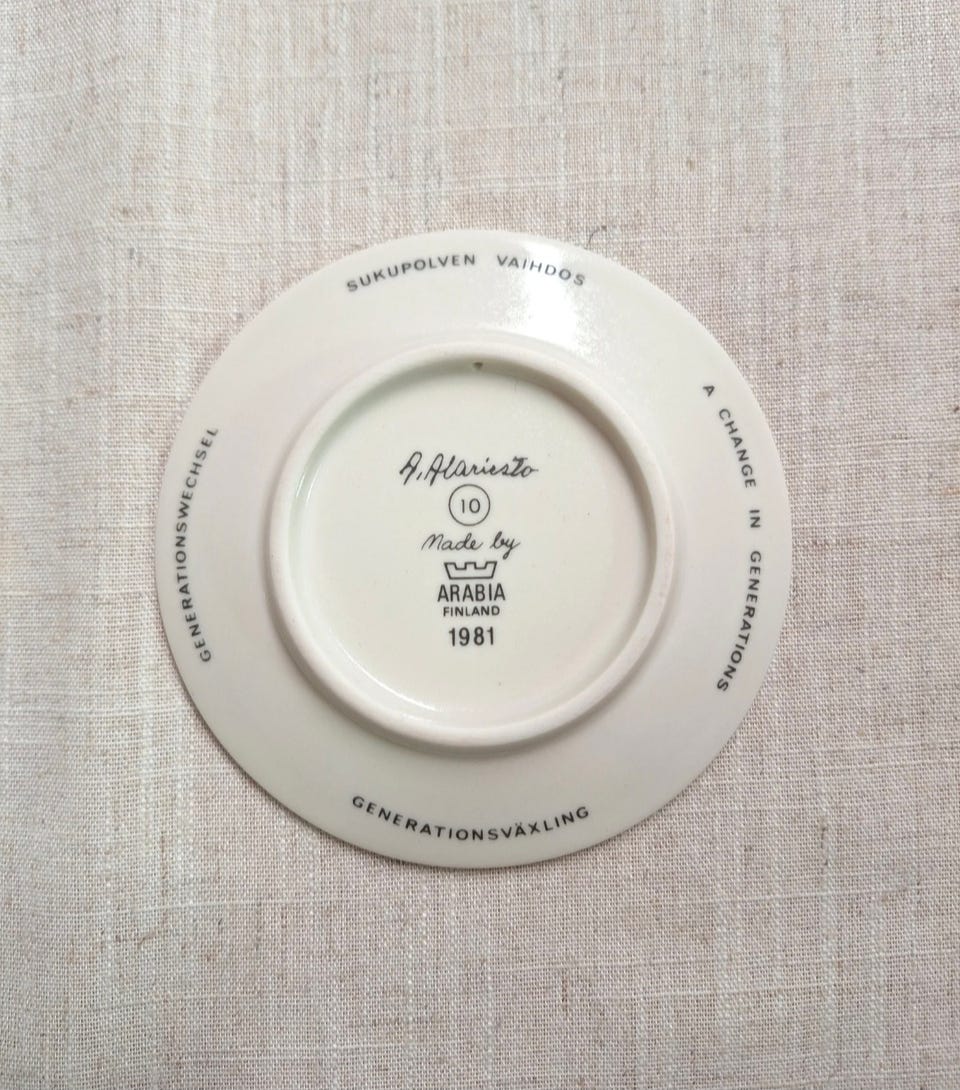 SUKUPOLVEN VAIHDOS
A CHANGE IN GENERATIONS
GENERATIONSVÄXLING
GENERATIONSWECHSEL
A. Alariesto
10
Made by
ARABIA
FINLAND
1981